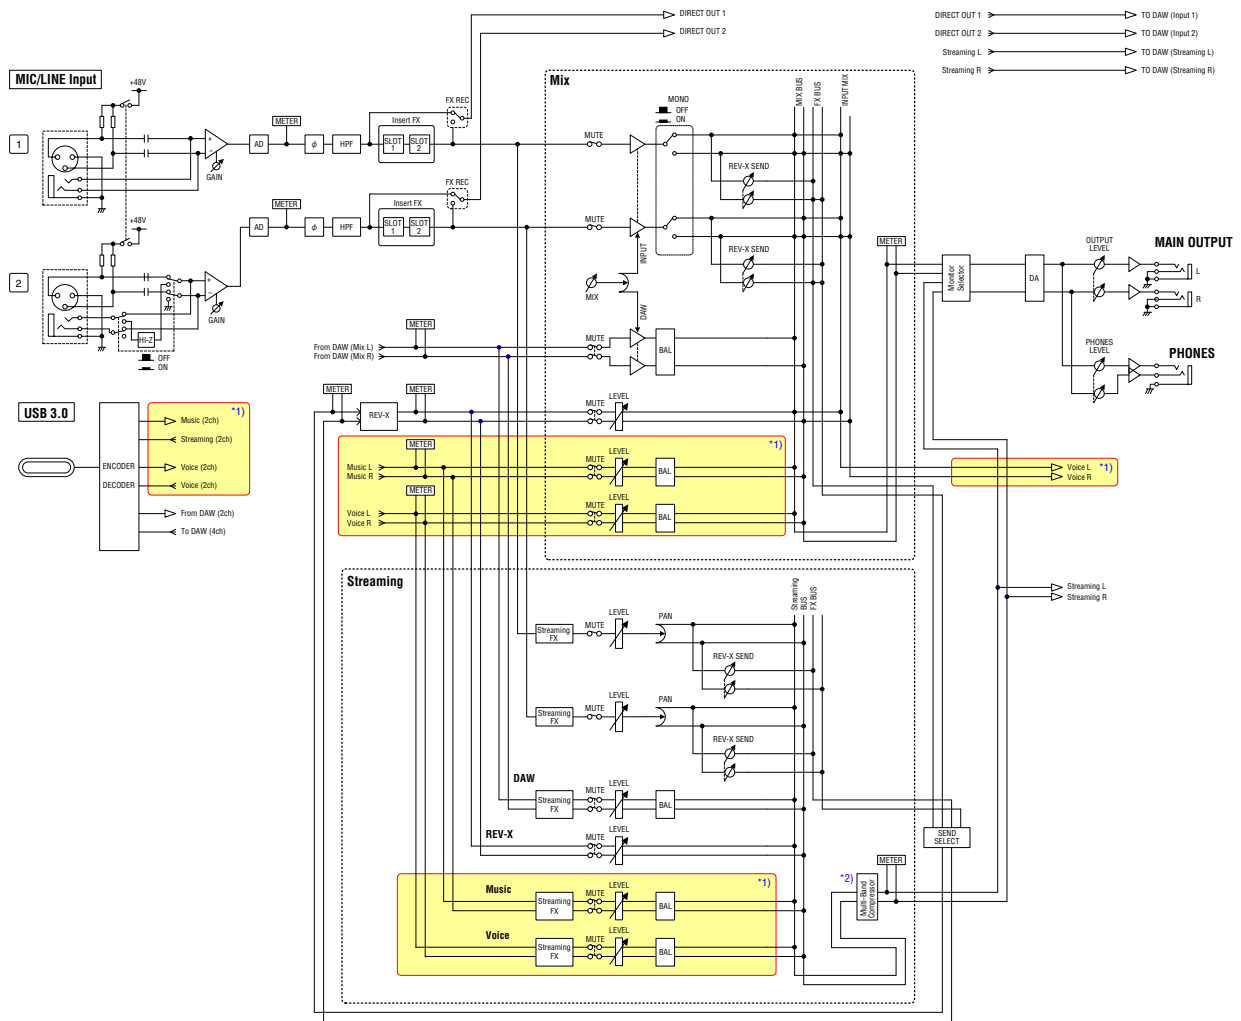 DIRECT OUT 1
DIRECT OUT 2
DIRECT OUT 1 TO DAW (Input 1)
DIRECT OUT 2 TO DAW (Input 2)
Streaming L TO DAW (Streaming L)
Streaming R TO DAW (Streaming R)
MIC/LINE Input
+48V
1
GAIN
AD
METER
φ
HPF
Insert FX
SLOT 1
SLOT 2
FX REC
+48V
2
HI-Z
OFF
ON
GAIN
AD
METER
φ
HPF
Insert FX
SLOT 1
SLOT 2
FX REC
Mix
MONO
OFF
ON
MIX BUS
FX BUS
INPUT MIX
MUTE
REV-X SEND
MUTE
REV-X SEND
INPUT
MIX
DAW
METER
From DAW (Mix L)
From DAW (Mix R)
MUTE
BAL
METER
REV-X
METER
MUTE
LEVEL
*1)
METER
Music L
Music R
MUTE
LEVEL
BAL
METER
Voice L
Voice R
MUTE
LEVEL
BAL
METER
Monitor Selector
DA
OUTPUT LEVEL
MAIN OUTPUT
L
R
PHONES LEVEL
PHONES
Voice L
Voice R
*1)
Streaming L
Streaming R
USB 3.0
ENCODER
DECODER
*1)
Music (2ch)
Streaming (2ch)
Voice (2ch)
Voice (2ch)
From DAW (2ch)
To DAW (4ch)
Streaming
Streaming BUS
FX BUS
Streaming FX
MUTE
LEVEL
PAN
REV-X SEND
Streaming FX
MUTE
LEVEL
PAN
REV-X SEND
DAW
Streaming FX
MUTE
LEVEL
BAL
REV-X
MUTE
LEVEL
SEND SELECT
*1)
Music
Streaming FX
MUTE
LEVEL
BAL
Voice
Streaming FX
MUTE
LEVEL
BAL
*2)
Multi-Band Compressor
METER